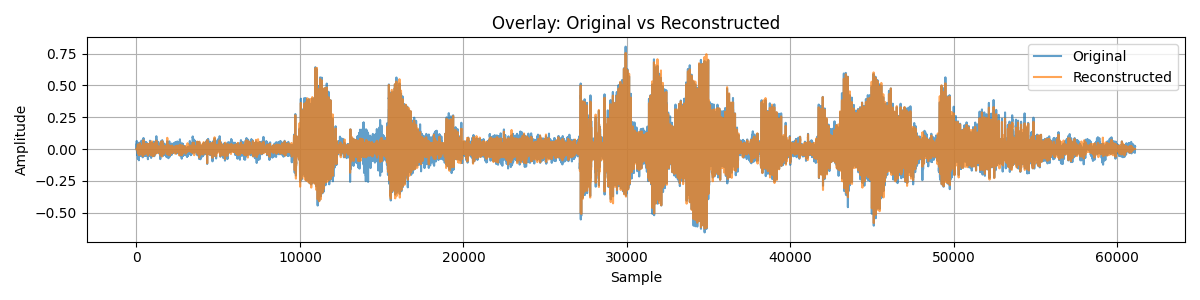 Overlay: Original vs Reconstructed
Original
Reconstructed
0.75
0.50
0.25
0.00
−0.25
−0.50
Amplitude
0 10000 20000 30000 40000 50000 60000
Sample